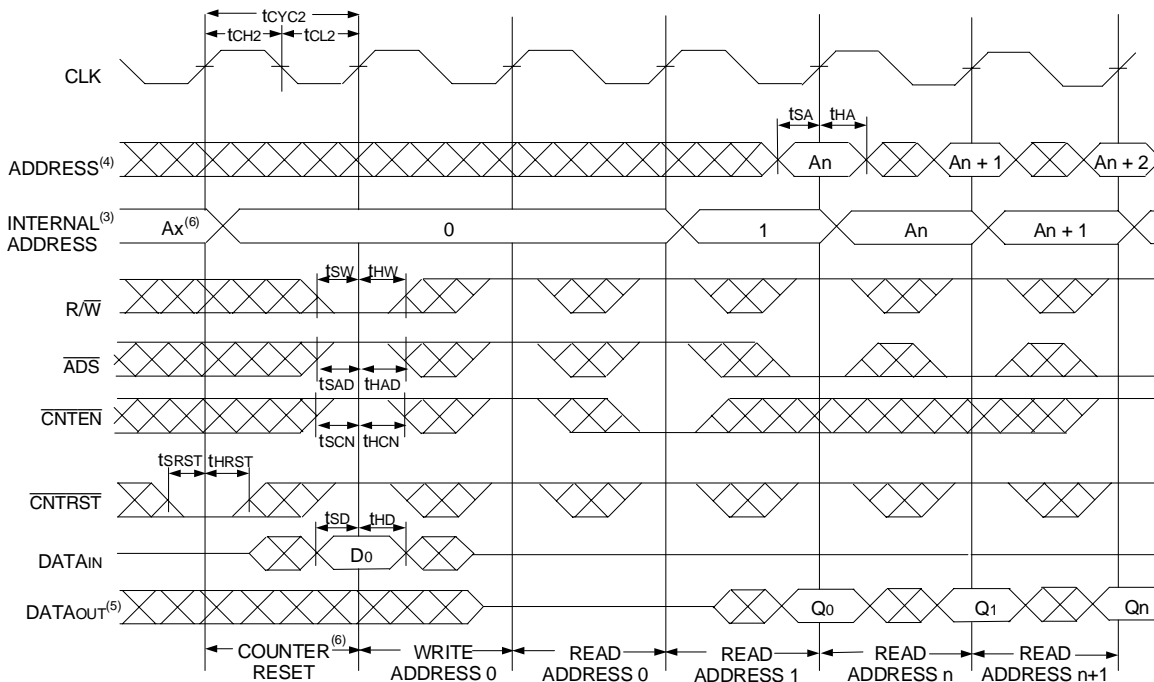 tCYC2
tCH2 tCL2
CLK
tSA tHA
ADDRESS(4) An An + 1 An + 2
INTERNAL(3) ADDRESS Ax(6) 0 1 An An + 1
tSW tHW
R/W
ADS
tSAD tHAD
CNTEN
tSCN tHCN
tSRST tHRST
CNTRST
tSD tHD
DATAIN D0
DATAOUT(5) Q0 Q1 Qn
COUNTER(6) RESET
WRITE ADDRESS 0
READ ADDRESS 0
READ ADDRESS 1
READ ADDRESS n
READ ADDRESS n+1